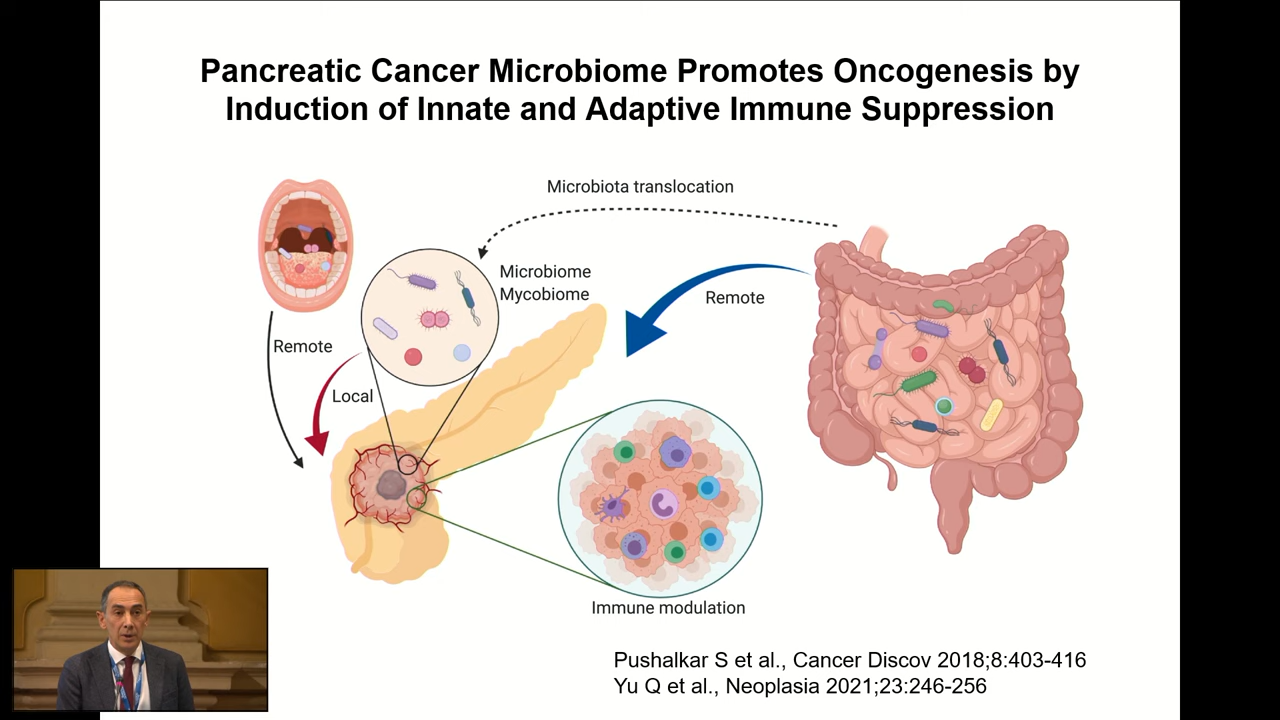 Pancreatic Cancer Microbiome Promotes Oncogenesis by
Induction of Innate and Adaptive Immune Suppression
Microbiota translocation
Microbiome
Mycobiome
Remote
Remote
Local
Immune modulation
Pushalkar S et al., Cancer Discov 2018;8:403-416
Yu Q et al., Neoplasia 2021;23:246-256